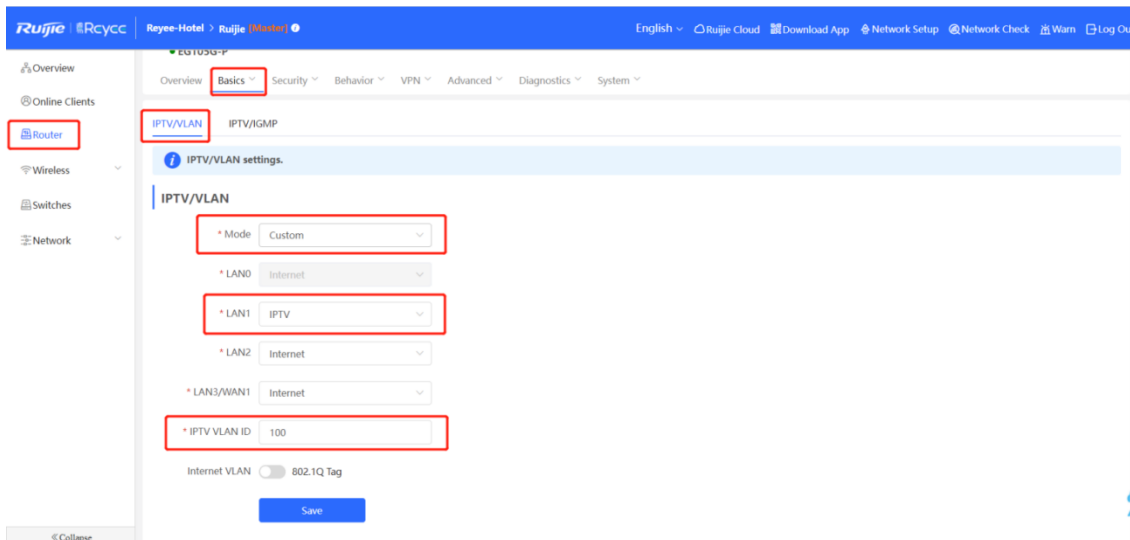 Ruijie | Rcycc Reyee-Hotel > Ruijie [Master] English Ruijie Cloud Download App Network Setup Network Check Warn Log Ou
EG105G-P
Overview Basics Security Behavior VPN Advanced Diagnostics System
Overview
Online Clients
Router
Wireless
Switches
Network
IPTV/VLAN IPTV/IGMP
IPTV/VLAN settings.
IPTV/VLAN
* Mode Custom
* LAN0 Internet
* LAN1 IPTV
* LAN2 Internet
* LAN3/WAN1 Internet
* IPTV VLAN ID 100
Internet VLAN 802.1Q Tag
Save
«Collapse